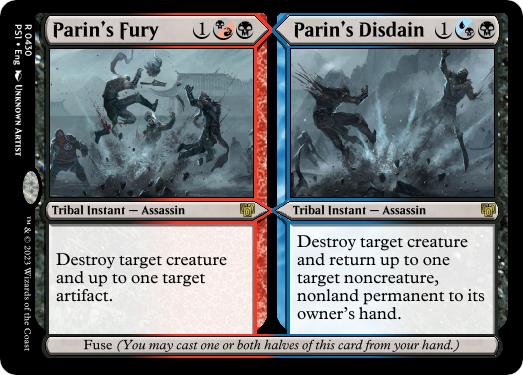 Parin's Fury 1
Tribal Instant — Assassin
Destroy target creature
and up to one target
artifact.
Parin's Disdain 1
Tribal Instant — Assassin
Destroy target creature
and return up to one
target noncreature,
nonland permanent to its
owner's hand.
Fuse (You may cast one or both halves of this card from your hand.)
R 0430
PS1 • Eng Unknown Artist
™ & © 2023 Wizards of the Coast